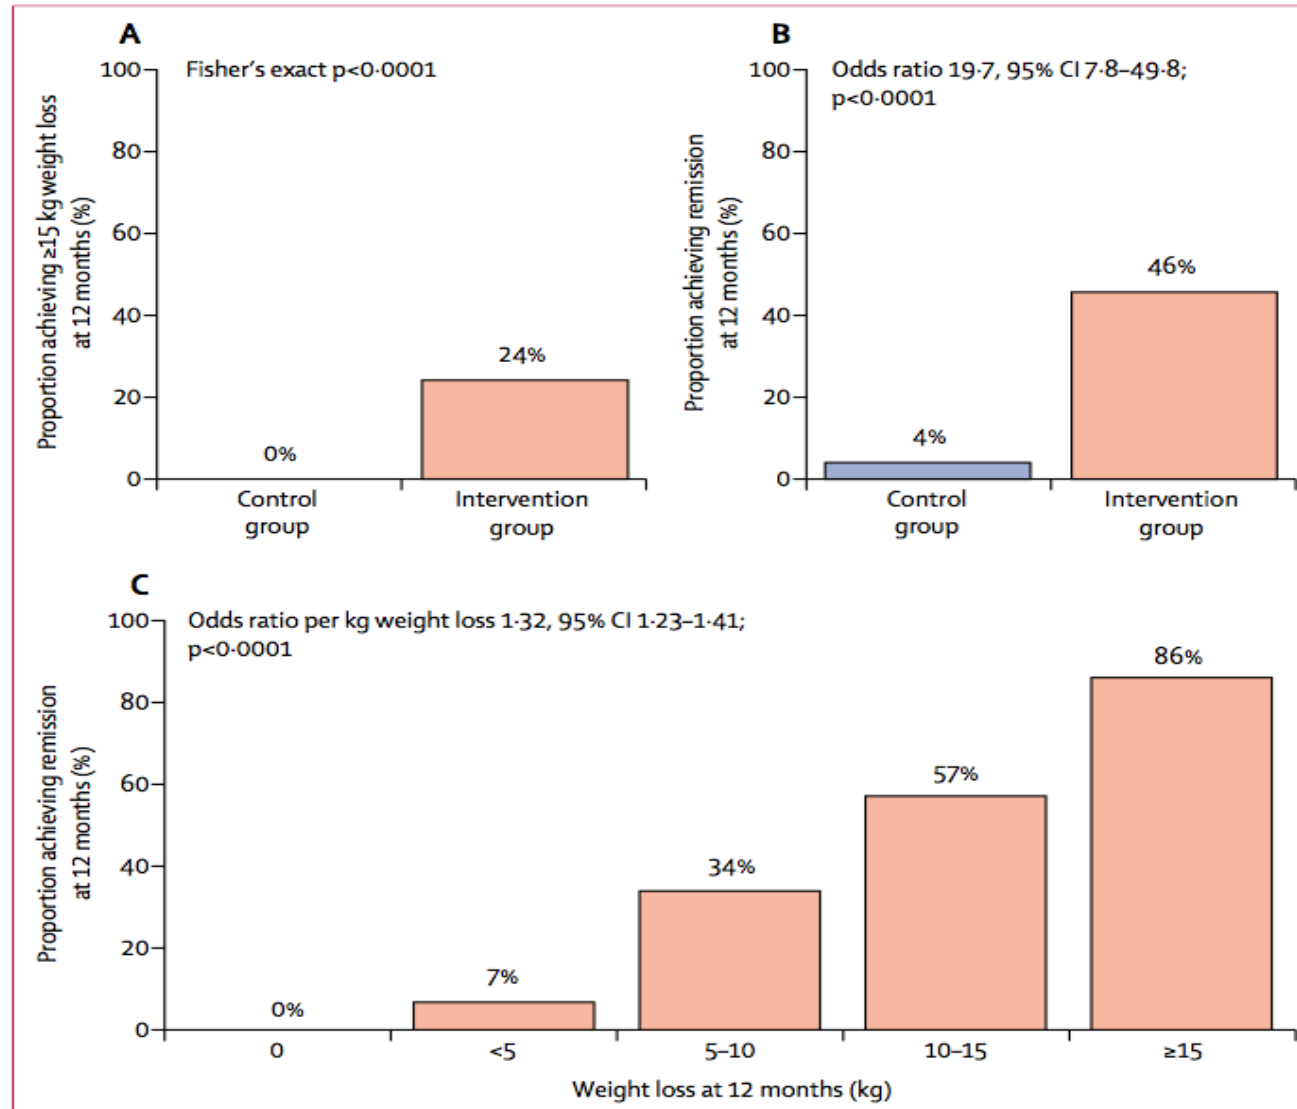 A
Fisher's exact p<0·0001
Proportion achieving ≥15 kg weight loss
at 12 months (%)
100
80
60
40
20
0
0%
24%
Control
group
Intervention
group
B
Odds ratio 19·7, 95% CI 7·8–49·8;
p<0·0001
Proportion achieving remission
at 12 months (%)
100
80
60
40
20
0
4%
46%
Control
group
Intervention
group
C
Odds ratio per kg weight loss 1·32, 95% CI 1·23–1·41;
p<0·0001
Proportion achieving remission
at 12 months (%)
100
80
60
40
20
0
0%
7%
34%
57%
86%
0
<5
5–10
10–15
≥15
Weight loss at 12 months (kg)